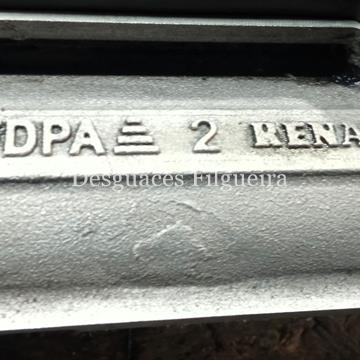 DPA 2 RENA
Desguaces Filgueira